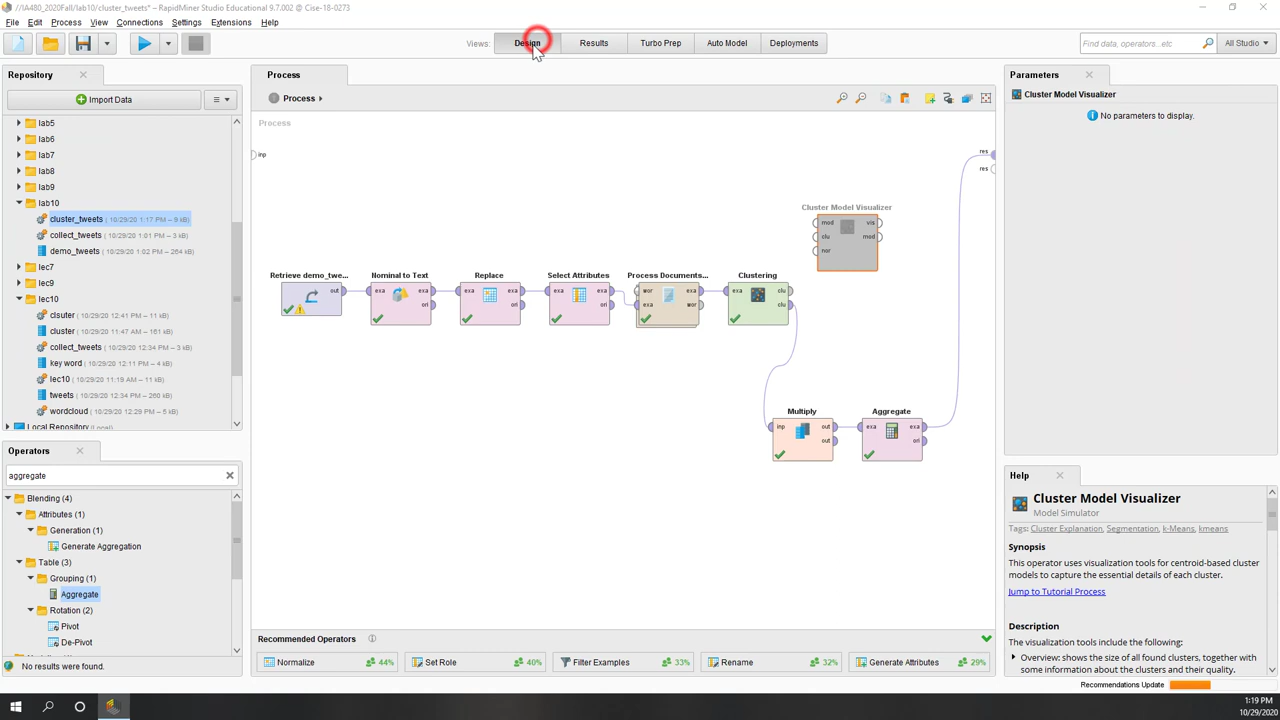 //IA480_2020Fall/lab10/cluster_tweets* – RapidMiner Studio Educational 9.7.002 @ Cise-18-0273
File Edit Process View Connections Settings Extensions Help
Views: Design Results Turbo Prep Auto Model Deployments
Find data, operators...etc All Studio
Repository
Import Data
lab5
lab6
lab7
lab8
lab9
lab10
cluster_tweets (10/29/20 1:17 PM – 9 kB)
collect_tweets (10/29/20 1:01 PM – 3 kB)
demo_tweets (10/29/20 1:02 PM – 264 kB)
lec7
lec9
lec10
clsuter (10/29/20 12:41 PM – 11 kB)
cluster (10/29/20 11:47 AM – 161 kB)
collect_tweets (10/29/20 12:34 PM – 3 kB)
key word (10/29/20 12:11 PM – 4 kB)
lec10 (10/29/20 11:19 AM – 11 kB)
tweets (10/29/20 12:34 PM – 260 kB)
wordcloud (10/29/20 12:29 PM – 5 kB)
Local Repository
Operators
aggregate
Blending (4)
Attributes (1)
Generation (1)
Generate Aggregation
Table (3)
Grouping (1)
Aggregate
Rotation (2)
Pivot
De-Pivot
No results were found.
Process
Process
Process
inp
res
res
Cluster Model Visualizer
mod vis
clu mod
nor
Retrieve demo_twe...
out
Nominal to Text
exa exa
ori
Replace
exa exa
ori
Select Attributes
exa exa
ori
Process Documents...
wor exa
exa wor
Clustering
exa clu
clu
Multiply
inp out
out
Aggregate
exa exa
ori
Recommended Operators
Normalize 44%
Set Role 40%
Filter Examples 33%
Rename 32%
Generate Attributes 29%
Parameters
Cluster Model Visualizer
No parameters to display.
Help
Cluster Model Visualizer
Model Simulator
Tags: Cluster Explanation, Segmentation, k-Means, kmeans
Synopsis
This operator uses visualization tools for centroid-based cluster
models to capture the essential details of each cluster.
Jump to Tutorial Process
Description
The visualization tools include the following:
Overview: shows the size of all found clusters, together with
some information about the clusters and their quality.
Recommendations Update
1:19 PM
10/29/2020